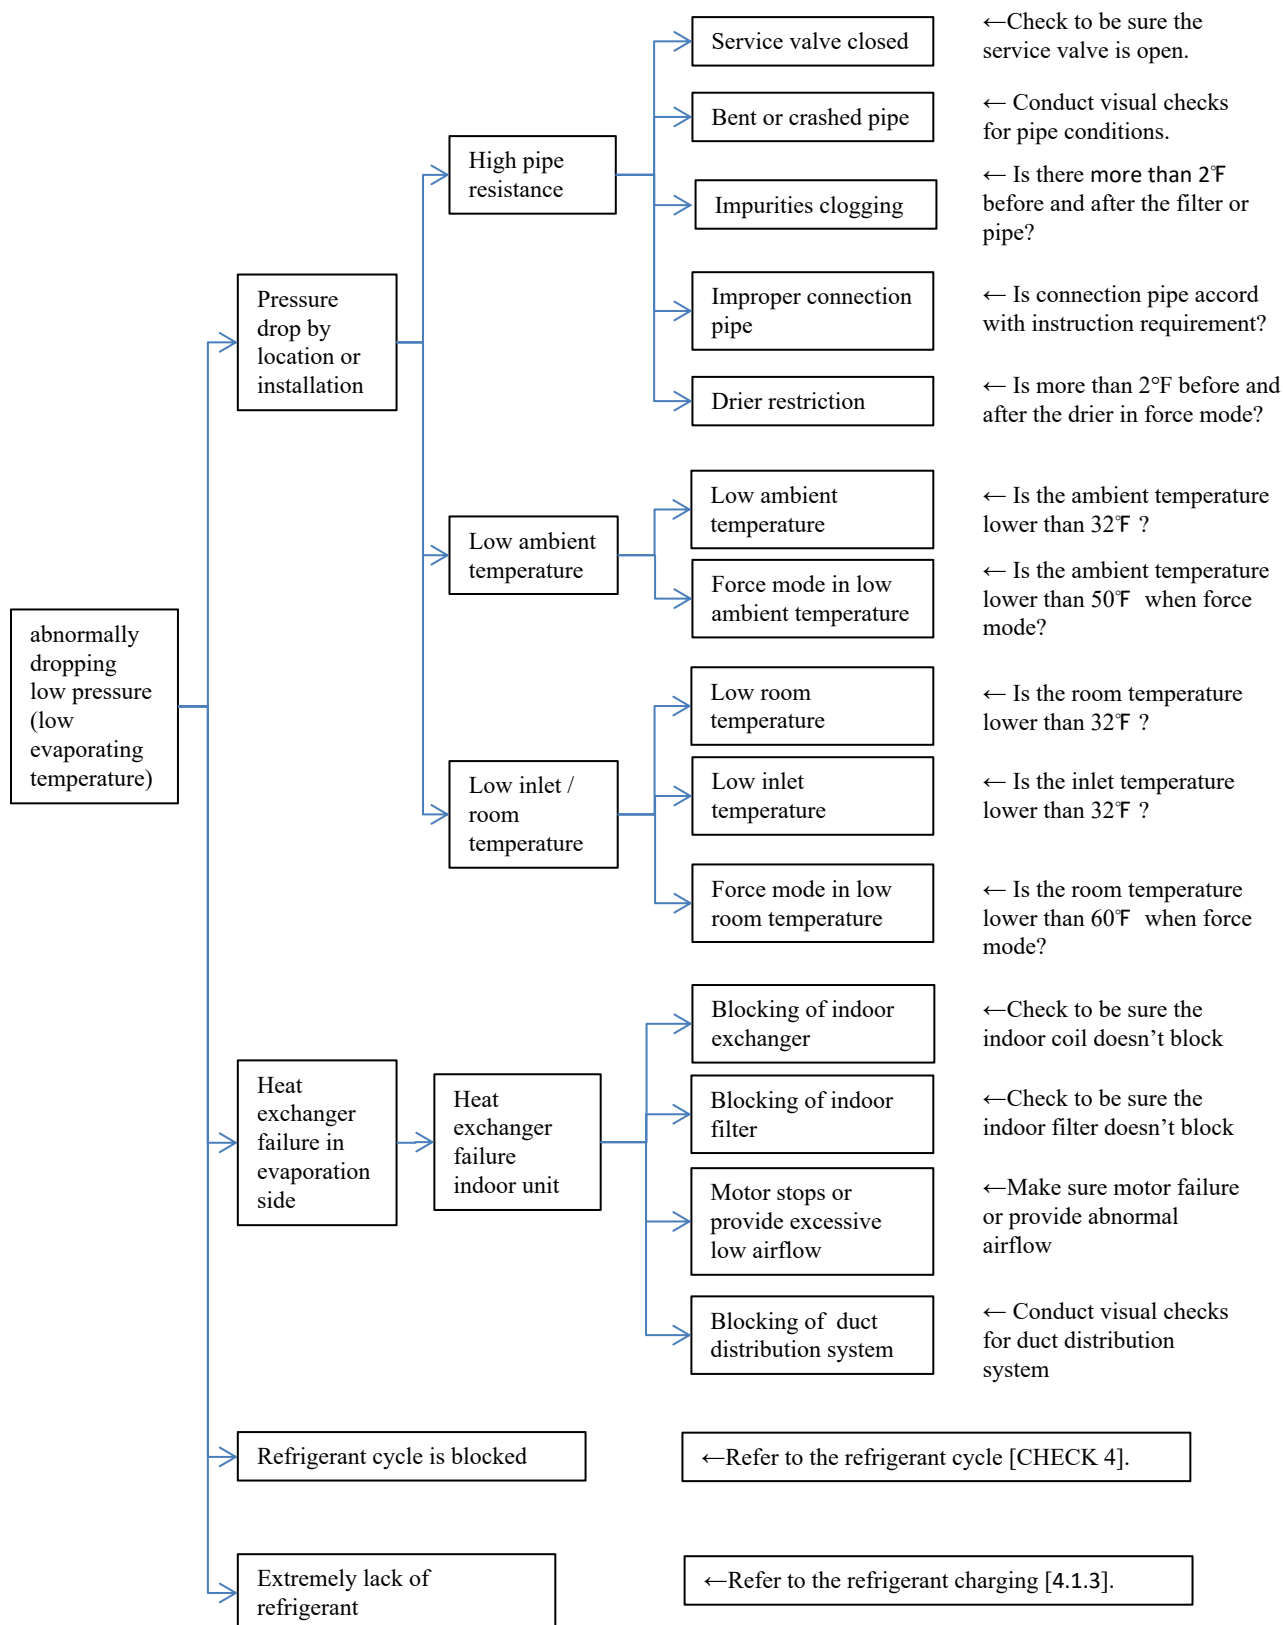 Service valve closed
←Check to be sure the
service valve is open.
Bent or crashed pipe
← Conduct visual checks
for pipe conditions.
High pipe
resistance
Impurities clogging
← Is there more than 2℉
before and after the filter or
pipe?
Pressure
drop by
location or
installation
Improper connection
pipe
← Is connection pipe accord
with instruction requirement?
Drier restriction
← Is more than 2°F before and
after the drier in force mode?
Low ambient
temperature
Low ambient
temperature
← Is the ambient temperature
lower than 32℉ ?
Force mode in low
ambient temperature
← Is the ambient temperature
lower than 50℉ when force
mode?
abnormally
dropping
low pressure
(low
evaporating
temperature)
Low room
temperature
← Is the room temperature
lower than 32℉ ?
Low inlet /
room
temperature
Low inlet
temperature
← Is the inlet temperature
lower than 32℉ ?
Force mode in low
room temperature
← Is the room temperature
lower than 60℉ when force
mode?
Blocking of indoor
exchanger
←Check to be sure the
indoor coil doesn’t block
Heat
exchanger
failure in
evaporation
side
Heat
exchanger
failure
indoor unit
Blocking of indoor
filter
←Check to be sure the
indoor filter doesn’t block
Motor stops or
provide excessive
low airflow
←Make sure motor failure
or provide abnormal
airflow
Blocking of duct
distribution system
← Conduct visual checks
for duct distribution
system
Refrigerant cycle is blocked
←Refer to the refrigerant cycle [CHECK 4].
Extremely lack of
refrigerant
←Refer to the refrigerant charging [4.1.3].